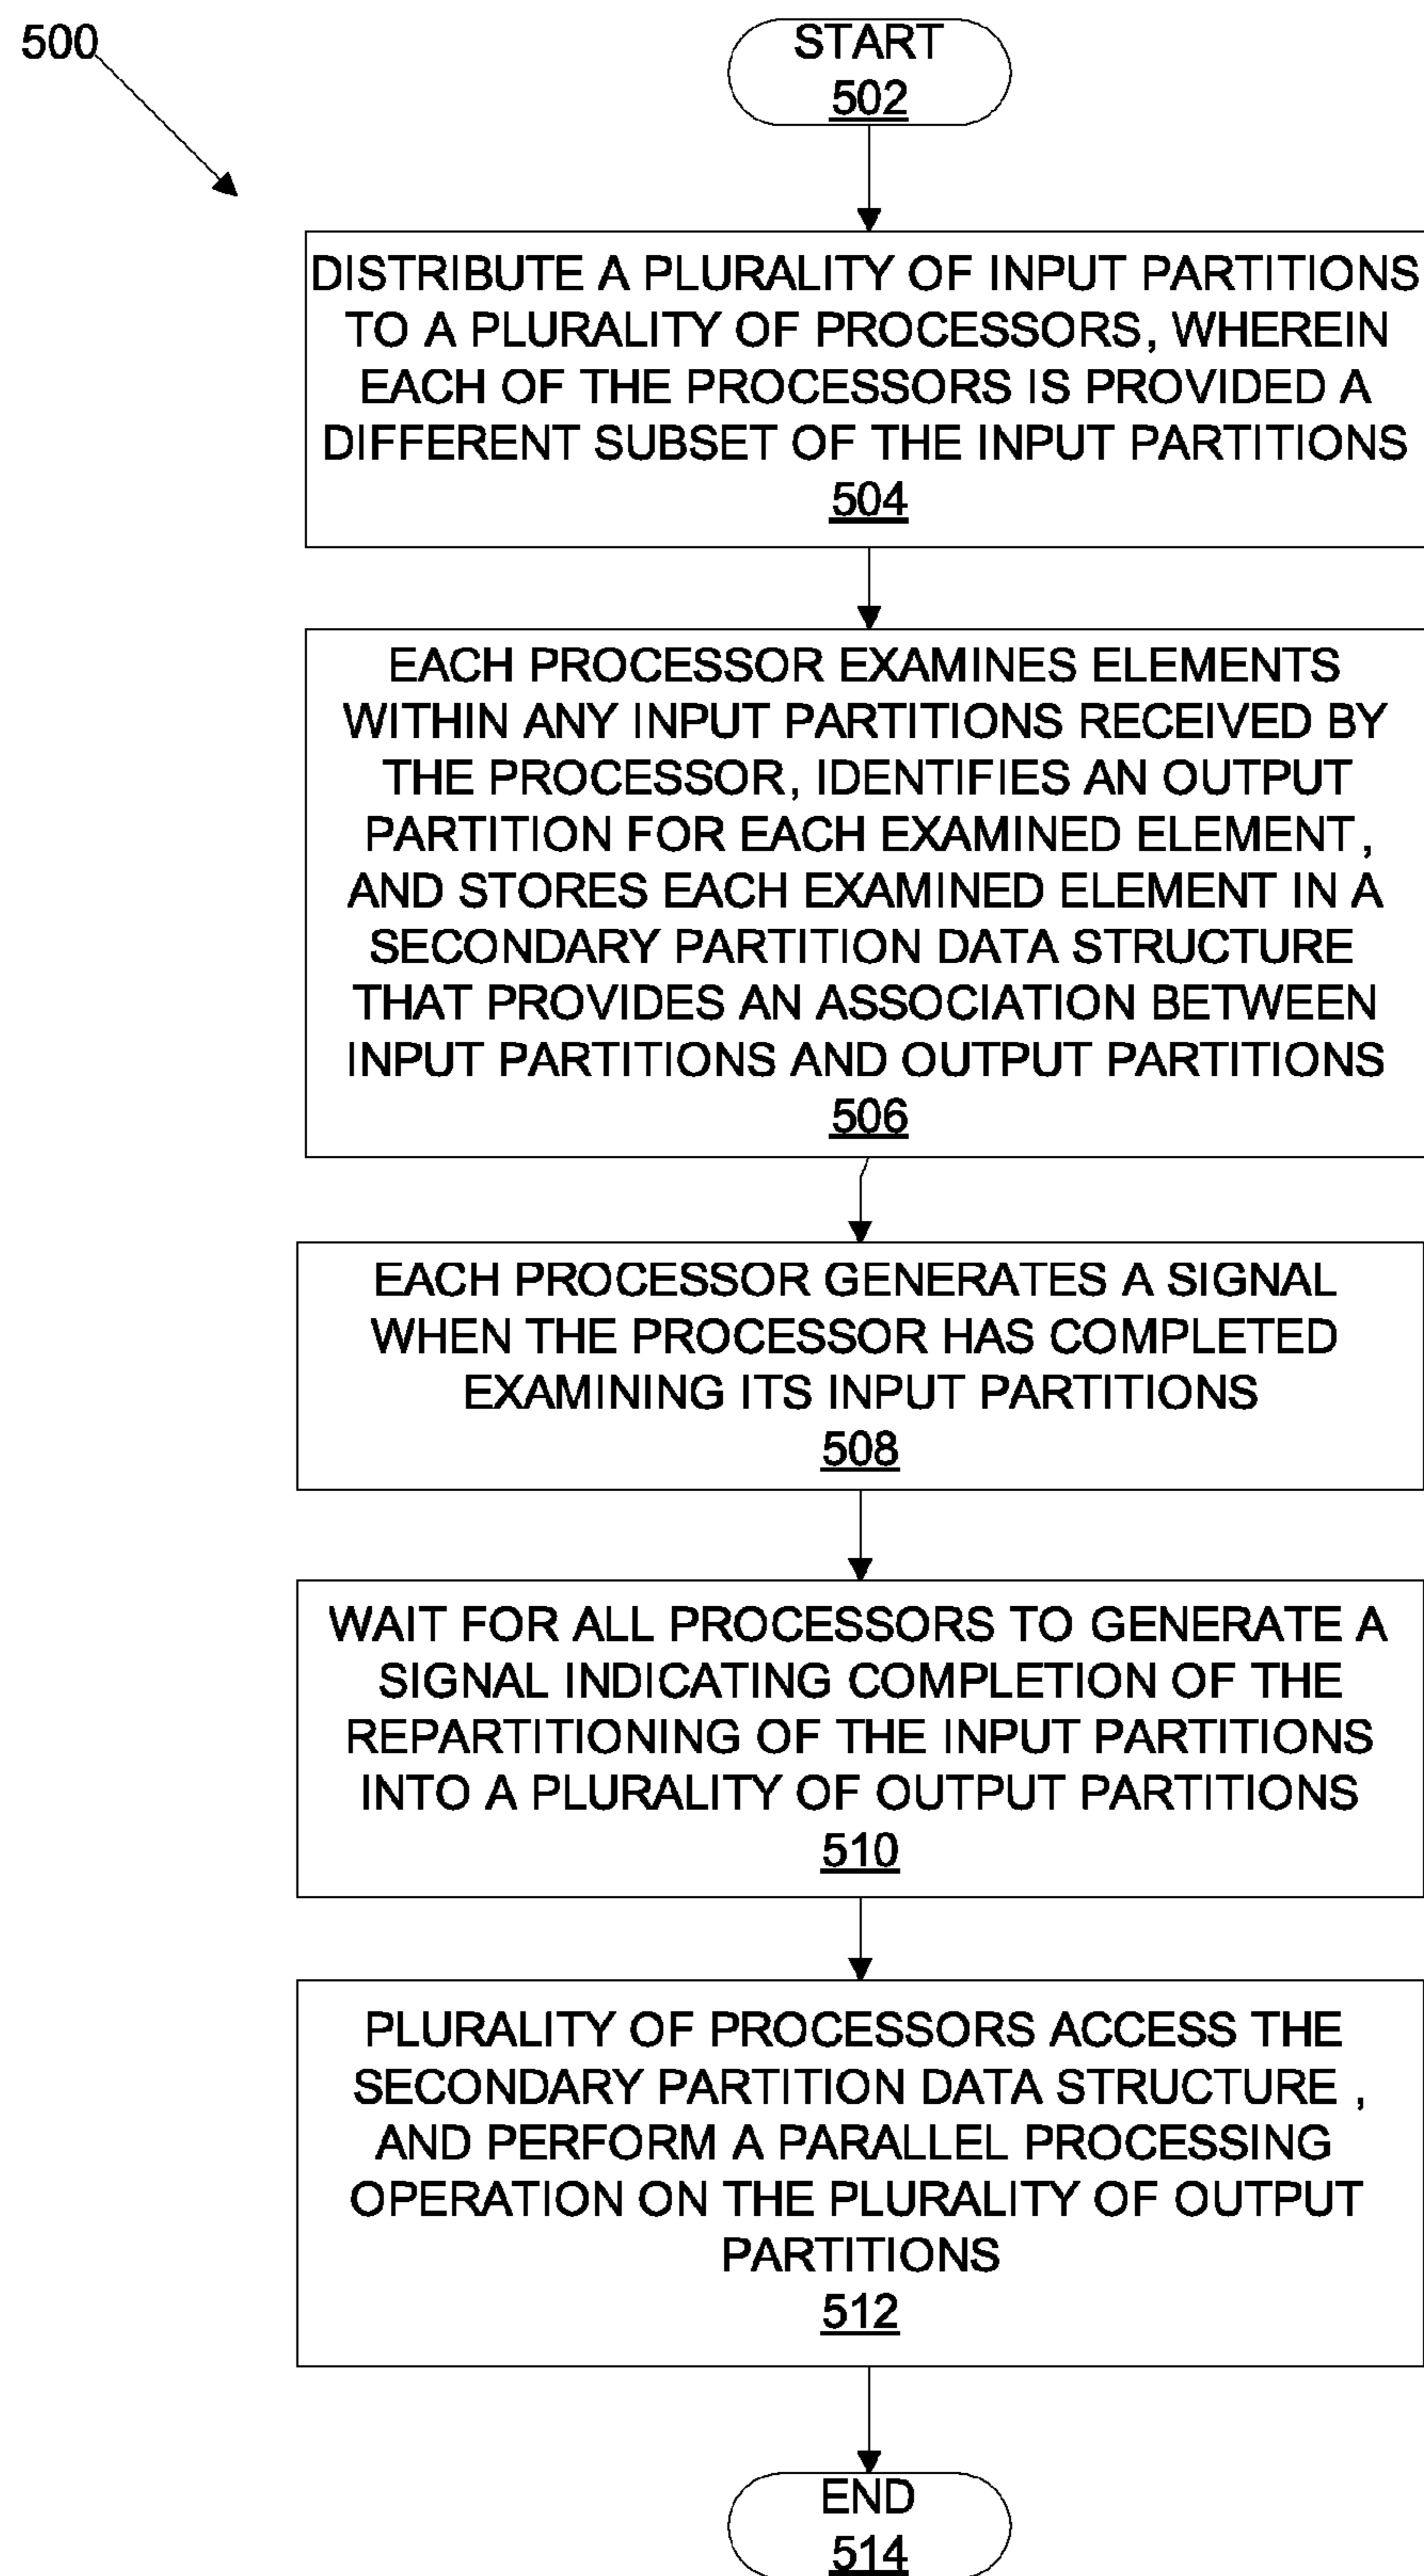 500
START
502
DISTRIBUTE A PLURALITY OF INPUT PARTITIONS
TO A PLURALITY OF PROCESSORS, WHEREIN
EACH OF THE PROCESSORS IS PROVIDED A
DIFFERENT SUBSET OF THE INPUT PARTITIONS
504
EACH PROCESSOR EXAMINES ELEMENTS
WITHIN ANY INPUT PARTITIONS RECEIVED BY
THE PROCESSOR, IDENTIFIES AN OUTPUT
PARTITION FOR EACH EXAMINED ELEMENT,
AND STORES EACH EXAMINED ELEMENT IN A
SECONDARY PARTITION DATA STRUCTURE
THAT PROVIDES AN ASSOCIATION BETWEEN
INPUT PARTITIONS AND OUTPUT PARTITIONS
506
EACH PROCESSOR GENERATES A SIGNAL
WHEN THE PROCESSOR HAS COMPLETED
EXAMINING ITS INPUT PARTITIONS
508
WAIT FOR ALL PROCESSORS TO GENERATE A
SIGNAL INDICATING COMPLETION OF THE
REPARTITIONING OF THE INPUT PARTITIONS
INTO A PLURALITY OF OUTPUT PARTITIONS
510
PLURALITY OF PROCESSORS ACCESS THE
SECONDARY PARTITION DATA STRUCTURE ,
AND PERFORM A PARALLEL PROCESSING
OPERATION ON THE PLURALITY OF OUTPUT
PARTITIONS
512
END
514